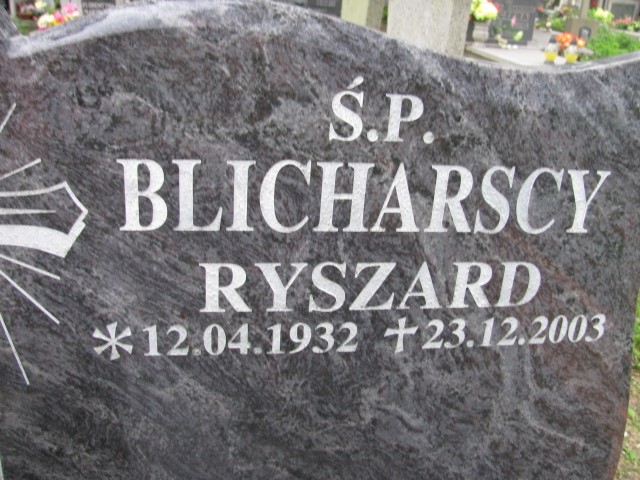 Ś.P.
BLICHARSCY
RYSZARD
*12.04.1932 ✝23.12.2003